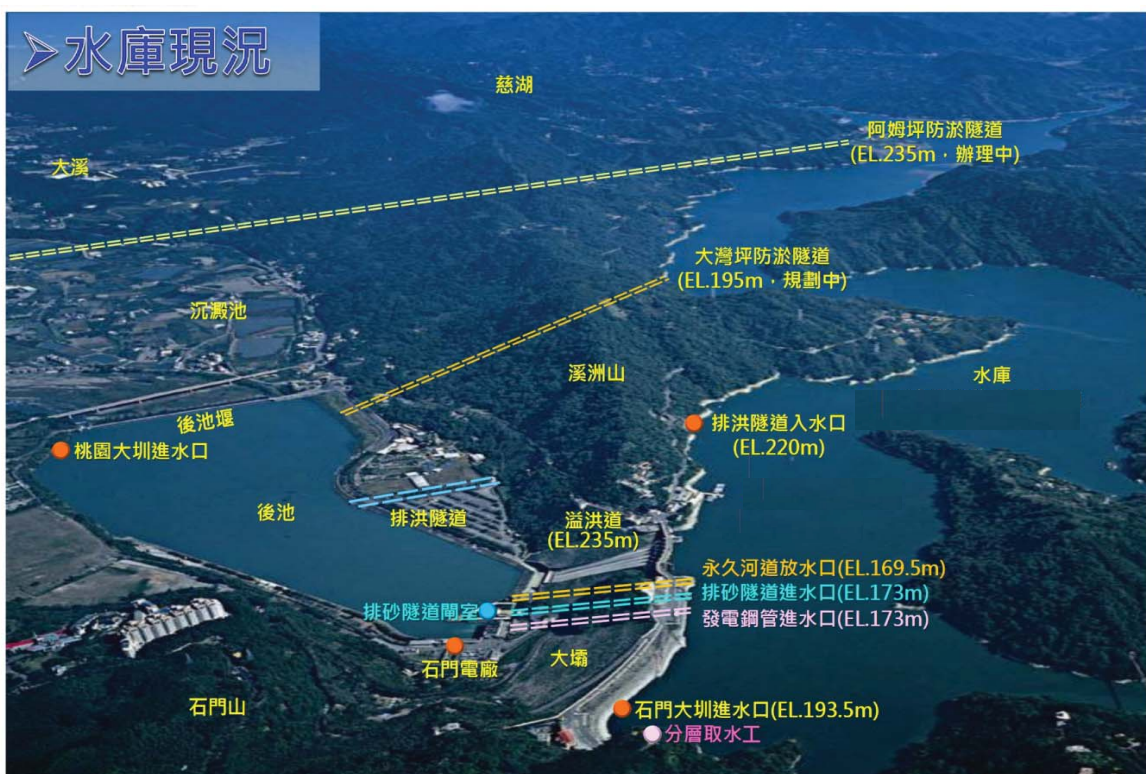 水庫現況
慈湖
阿姆坪防淤隧道
(EL.235m,辦理中)
大溪
大灣坪防淤隧道
(EL.195m,規劃中)
沉澱池
溪洲山
水庫
後池堰
排洪隧道入水口
(EL.220m)
桃園大圳進水口
後池
排洪隧道
溢洪道
(EL.235m)
永久河道放水口(EL.169.5m)
排砂隧道進水口(EL.173m)
排砂隧道閘室
發電鋼管進水口(EL.173m)
大壩
石門電廠
石門山
石門大圳進水口(EL.193.5m)
分層取水工